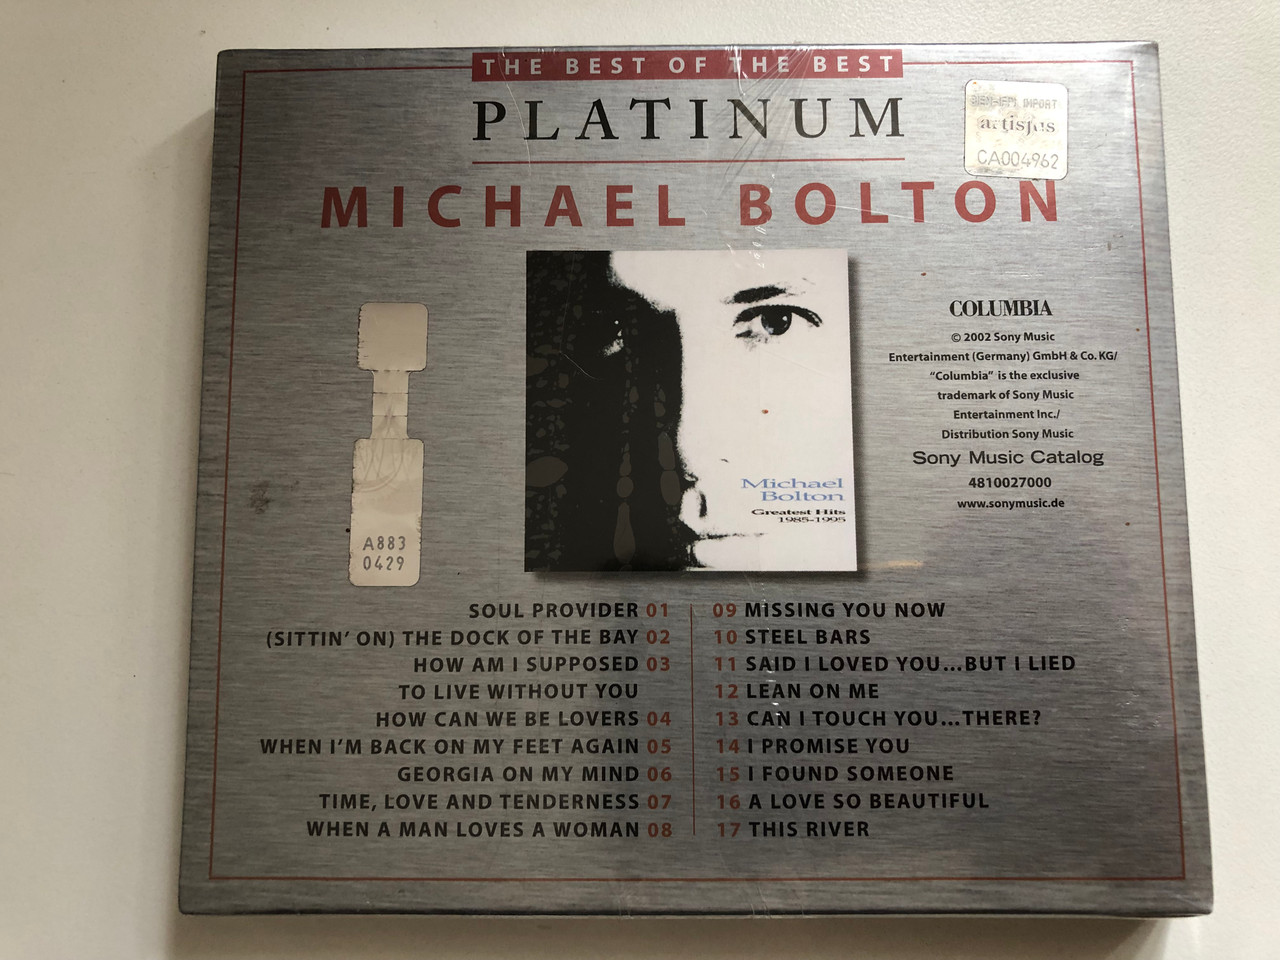 THE BEST OF THE BEST
PLATINUM
IMPORT
artisjus
CA004962
MICHAEL BOLTON
COLUMBIA
© 2002 Sony Music
Entertainment (Germany) GmbH & Co. KG/
“Columbia” is the exclusive
trademark of Sony Music
Entertainment Inc./
Distribution Sony Music
Sony Music Catalog
4810027000
www.sonymusic.de
Michael
Bolton
Greatest Hits
1985-1995
A883
0429
SOUL PROVIDER 01
(SITTIN’ ON) THE DOCK OF THE BAY 02
HOW AM I SUPPOSED 03
TO LIVE WITHOUT YOU
HOW CAN WE BE LOVERS 04
WHEN I’M BACK ON MY FEET AGAIN 05
GEORGIA ON MY MIND 06
TIME, LOVE AND TENDERNESS 07
WHEN A MAN LOVES A WOMAN 08
09 MISSING YOU NOW
10 STEEL BARS
11 SAID I LOVED YOU...BUT I LIED
12 LEAN ON ME
13 CAN I TOUCH YOU...THERE?
14 I PROMISE YOU
15 I FOUND SOMEONE
16 A LOVE SO BEAUTIFUL
17 THIS RIVER